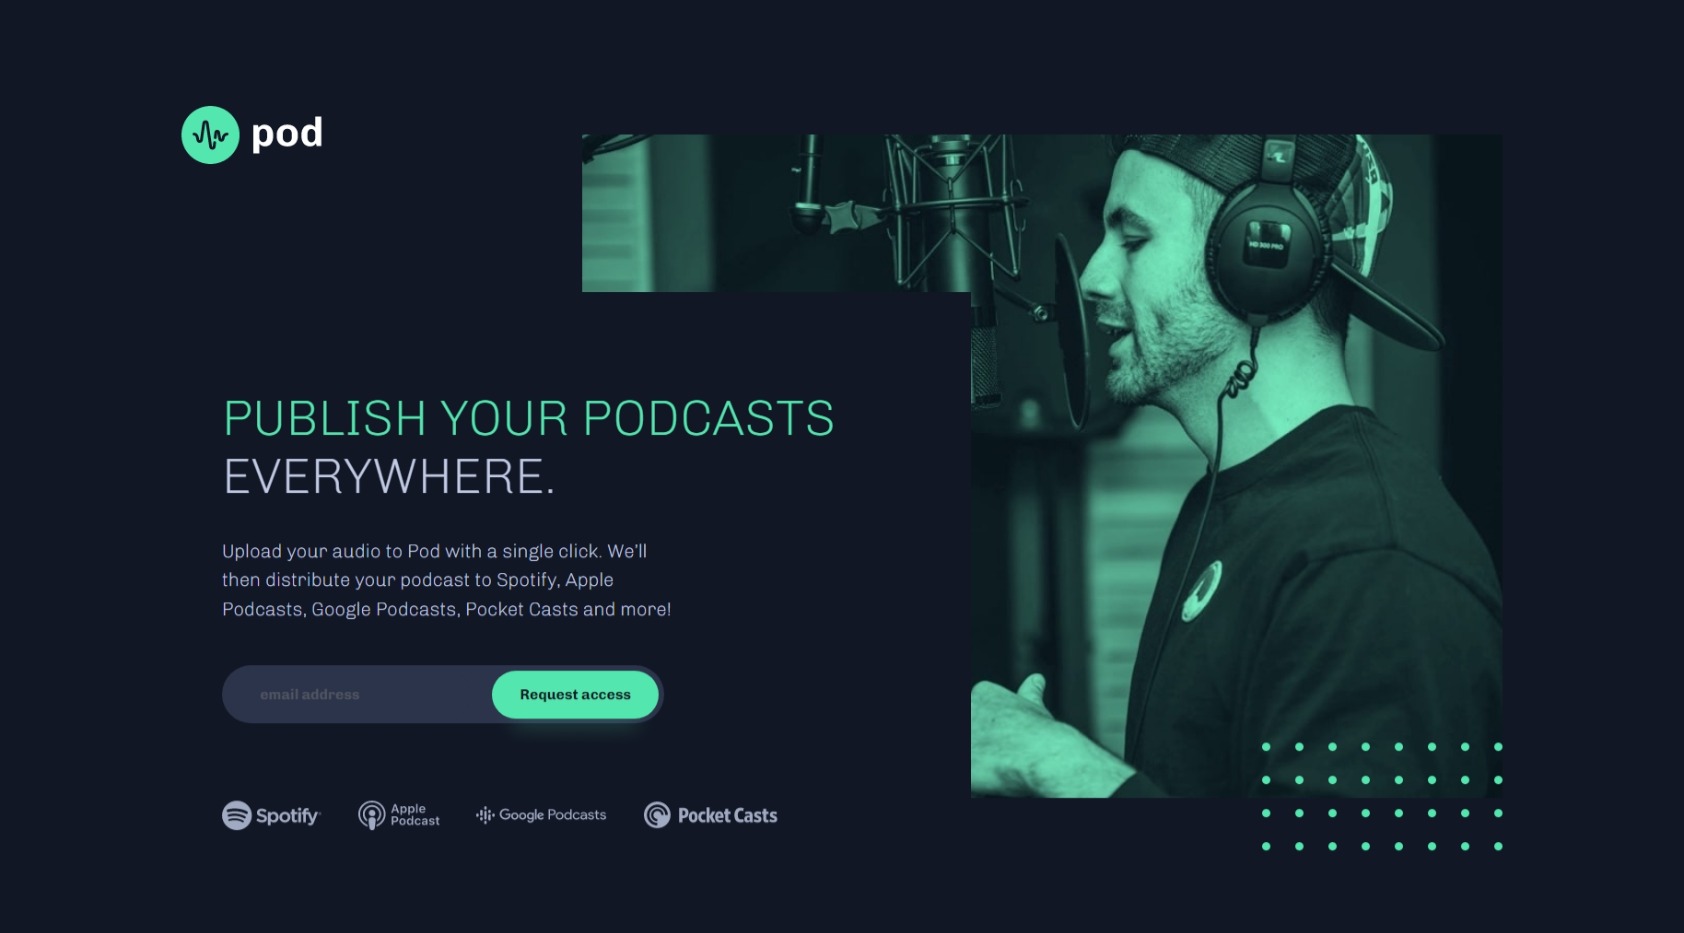 pod
HD 300 PRO
PUBLISH YOUR PODCASTS
EVERYWHERE.
Upload your audio to Pod with a single click. We’ll
then distribute your podcast to Spotify, Apple
Podcasts, Google Podcasts, Pocket Casts and more!
email address
Request access
Spotify
Apple
Podcast
Google Podcasts
Pocket Casts